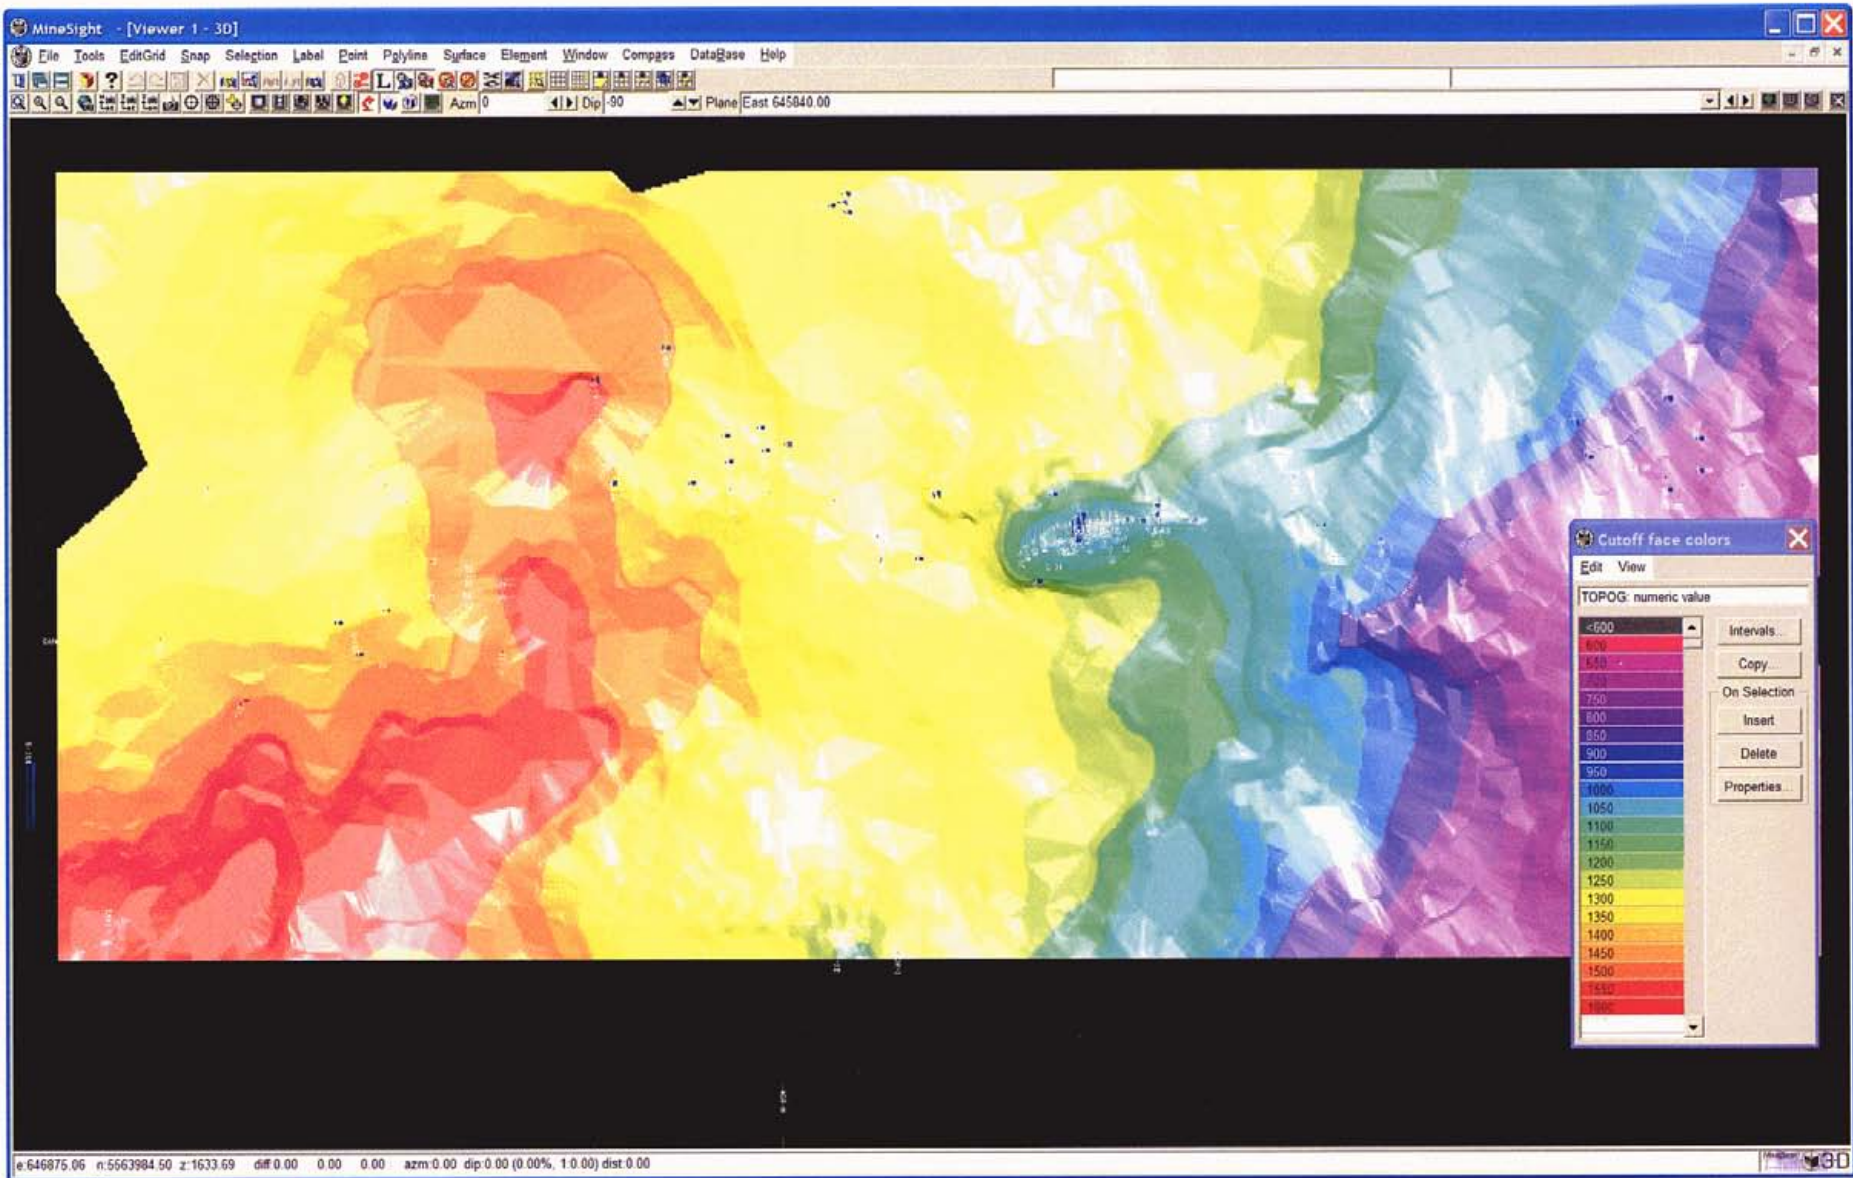 MineSight - [Viewer 1 - 3D]
File Tools EditGrid Snap Selection Label Point Polyline Surface Element Window Compass DataBase Help
Azm 0 Dip -90 Plane East 645840.00
Cutoff face colors
Edit View
TOPOG: numeric value
<600
600
650
700
750
800
850
900
950
1000
1050
1100
1150
1200
1250
1300
1350
1400
1450
1500
1550
1600
Intervals...
Copy...
On Selection
Insert
Delete
Properties...
e:646875.06 n:5563984.50 z:1633.69 diff:0.00 0.00 0.00 azm:0.00 dip:0.00 (0.00%, 1:0.00) dist:0.00
3D